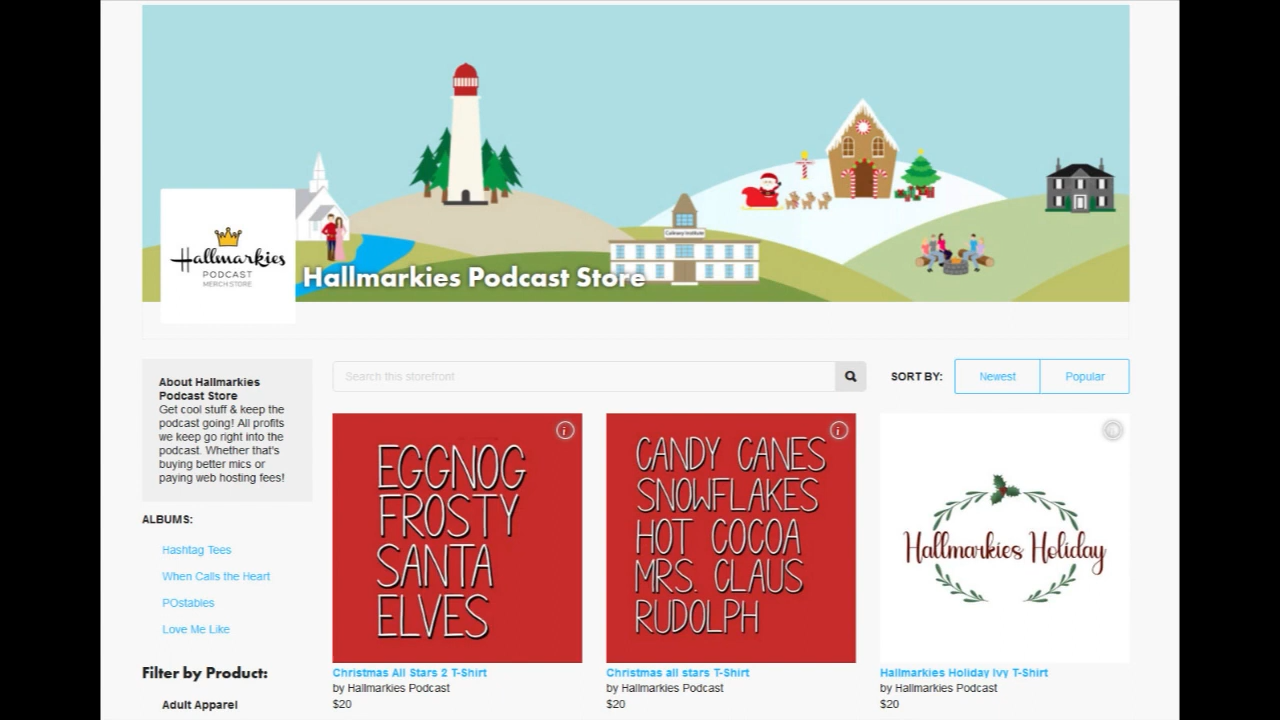 Culinary Institute
Hallmarkies
PODCAST
MERCH STORE
Hallmarkies Podcast Store
About Hallmarkies
Podcast Store
Get cool stuff & keep the
podcast going! All profits
we keep go right into the
podcast. Whether that's
buying better mics or
paying web hosting fees!
ALBUMS:
Hashtag Tees
When Calls the Heart
POstables
Love Me Like
Filter by Product:
Adult Apparel
Search this storefront
SORT BY:
Newest
Popular
EGGNOG
FROSTY
SANTA
ELVES
Christmas All Stars 2 T-Shirt
by Hallmarkies Podcast
$20
CANDY CANES
SNOWFLAKES
HOT COCOA
MRS. CLAUS
RUDOLPH
Christmas all stars T-Shirt
by Hallmarkies Podcast
$20
Hallmarkies Holiday
Hallmarkies Holiday Ivy T-Shirt
by Hallmarkies Podcast
$20